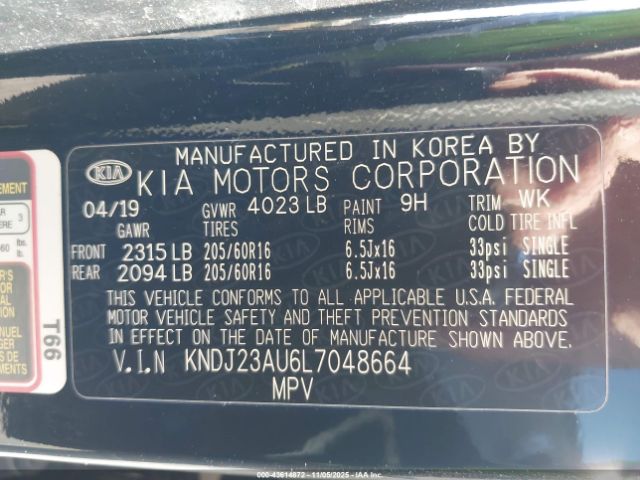 MANUFACTURED IN KOREA BY
KIA KIA MOTORS CORPORATION
04/19 GVWR 4023 LB PAINT 9H TRIM WK
GAWR TIRES RIMS COLD TIRE INFL
FRONT 2315 LB 205/60R16 6.5Jx16 33psi SINGLE
REAR 2094 LB 205/60R16 6.5Jx16 33psi SINGLE
THIS VEHICLE CONFORMS TO ALL APPLICABLE U.S.A. FEDERAL
MOTOR VEHICLE SAFETY AND THEFT PREVENTION STANDARDS
IN EFFECT ON THE DATE OF MANUFACTURE SHOWN ABOVE.
V.I.N KNDJ23AU6L7048664
MPV
T66
© IAA - 43614872 - 11/05/2025 - iaai.com